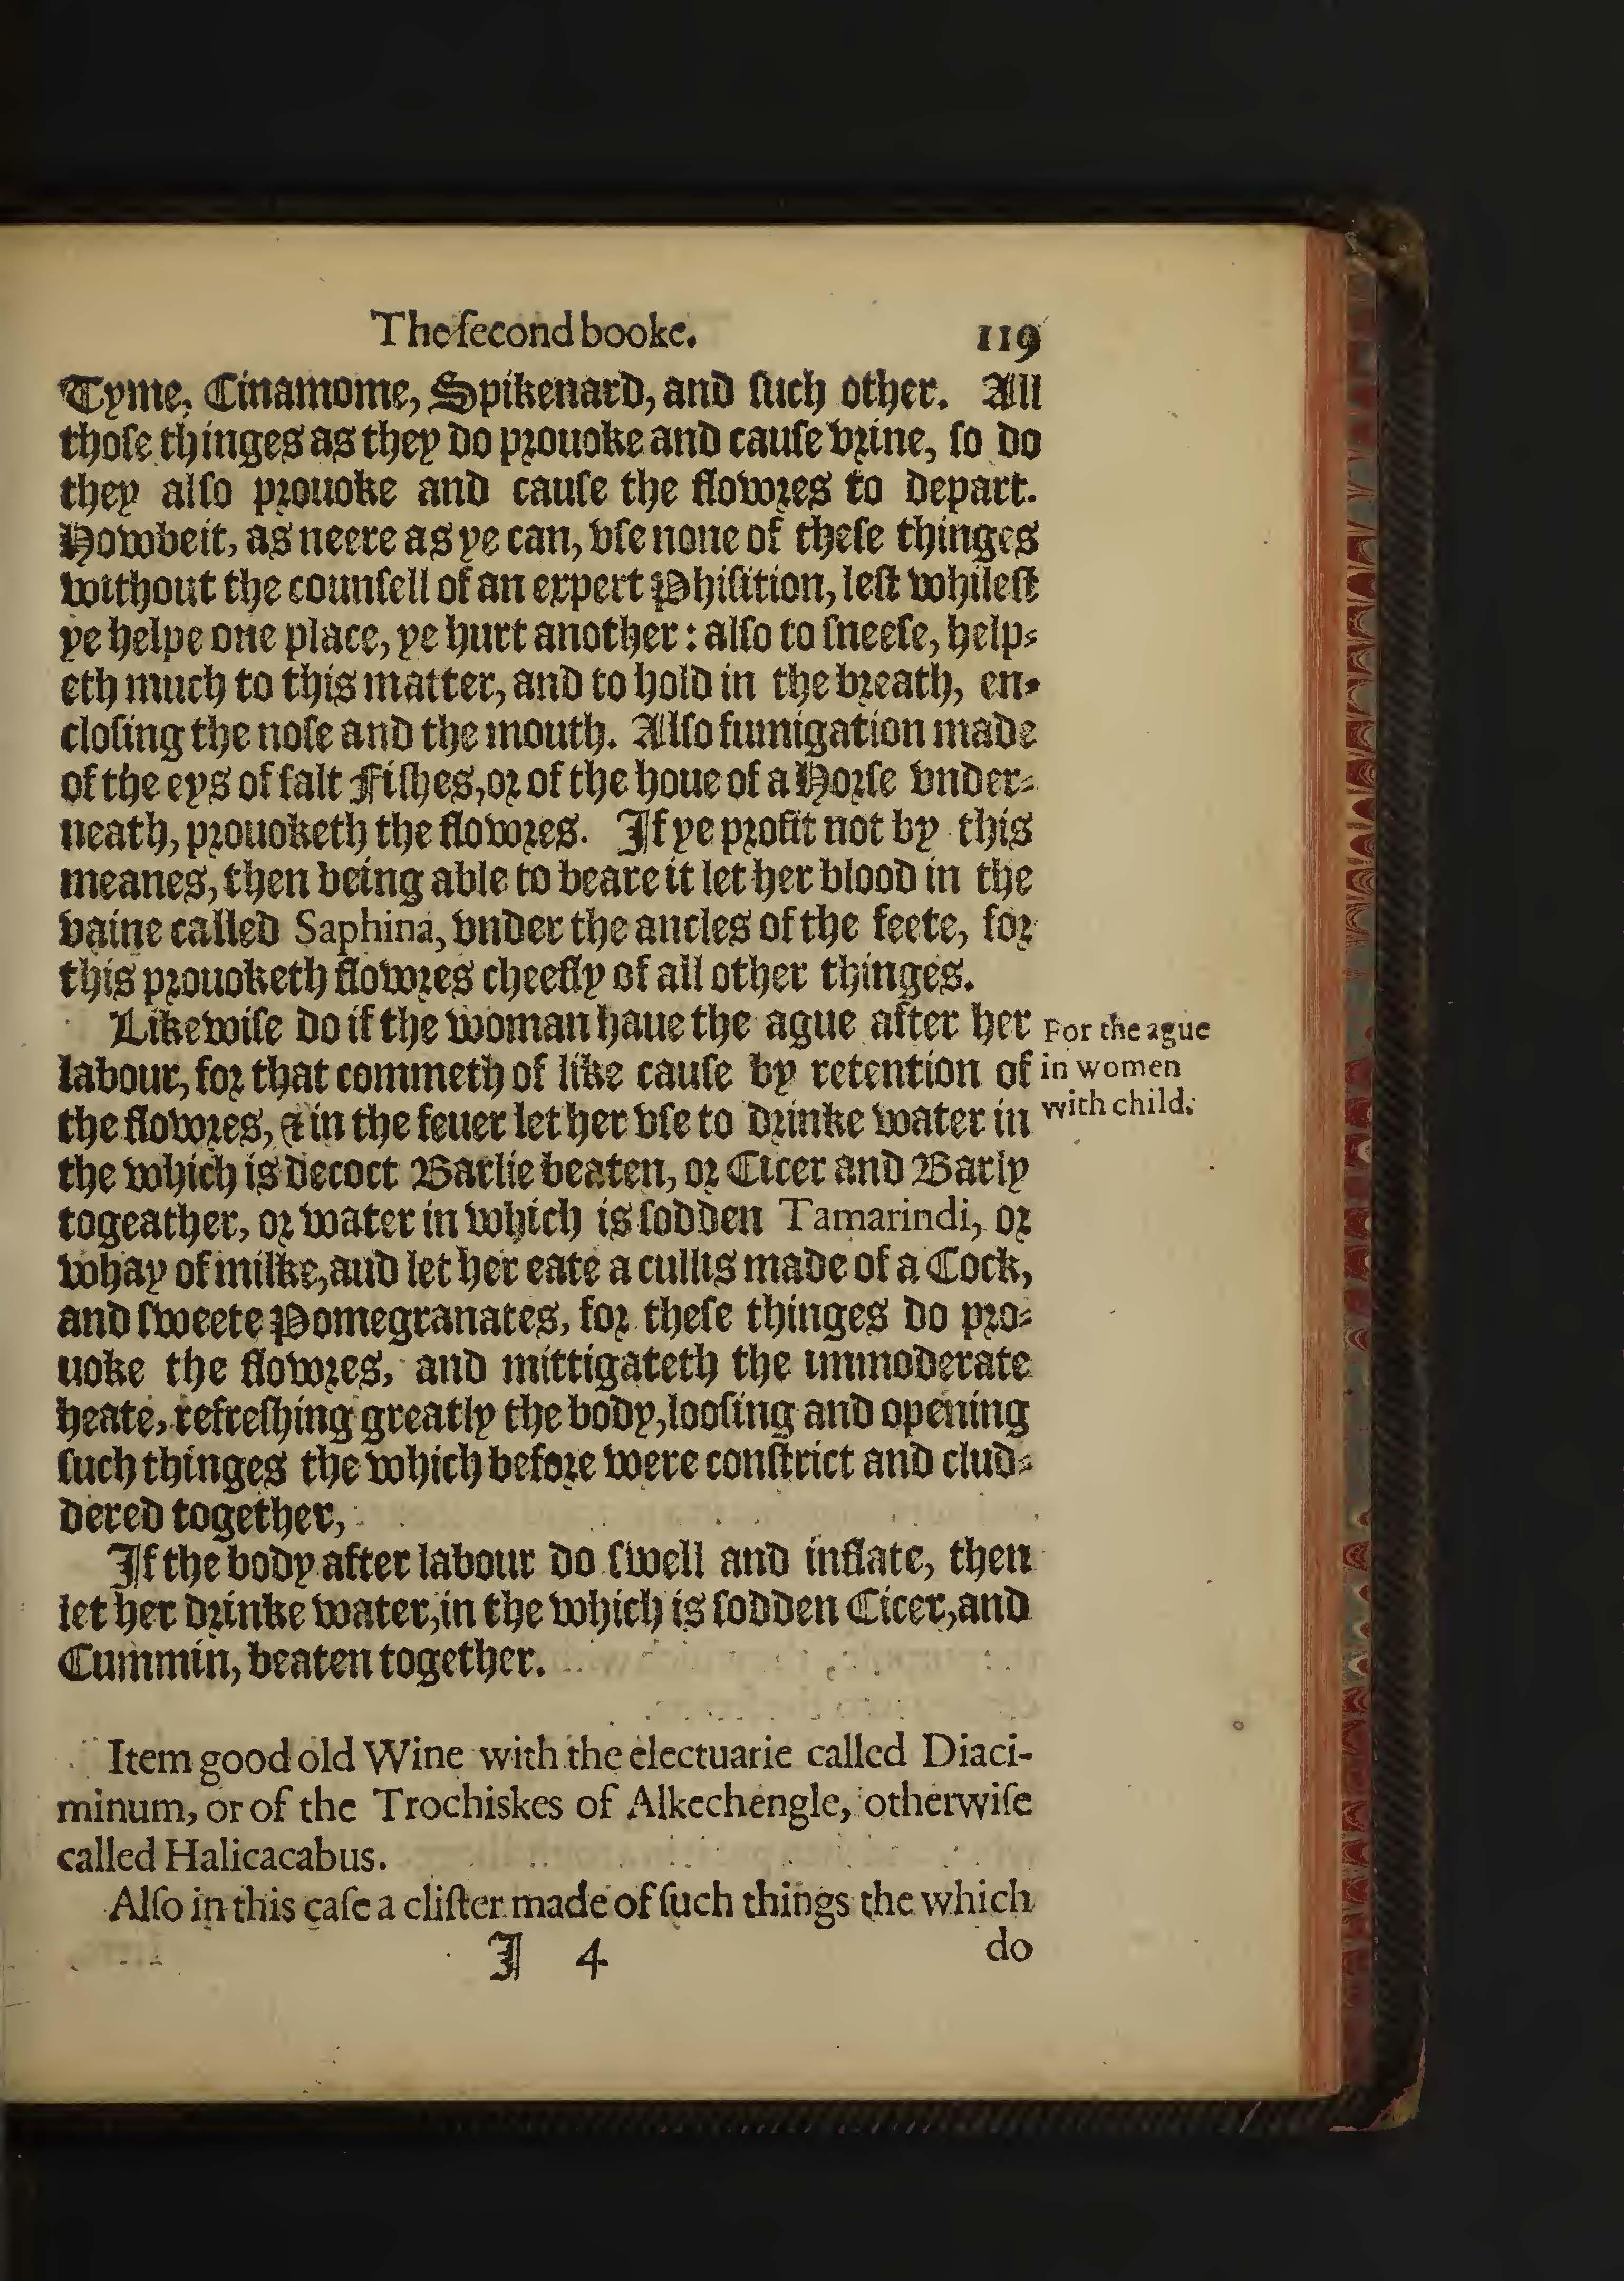 The ſecond booke. 119
Tyme, Cinamome, Spikenard, and ſuch other. All
thoſe thinges as they do prouoke and cauſe vrine, ſo do
they alſo prouoke and cauſe the flowres to depart.
Howbeit, as neere as ye can, vſe none of theſe thinges
without the counſell of an expert Phiſition, leſt whileſt
ye helpe one place, ye hurt another: alſo to ſneeſe, help-
eth much to this matter, and to hold in the breath, en-
cloſing the noſe and the mouth. Alſo fumigation made
of the eys of ſalt Fiſhes, or of the houe of a Horſe vnder-
neath, prouoketh the flowres. If ye profit not by this
meanes, then being able to beare it let her blood in the
vaine called Saphina, vnder the ancles of the feete, for
this prouoketh flowres cheefly of all other thinges.
Likewiſe do if the woman haue the ague after her
labour, for that commeth of like cauſe by retention of
the flowres, & in the feuer let her vſe to drinke water in
For the ague
in women
with child.
the which is decoct Barlie beaten, or Cicer and Barly
togeather, or water in which is ſodden Tamarindi, or
whay of milke, aud let her eate a cullis made of a Cock,
and ſweete Pomegranates, for theſe thinges do pro-
uoke the flowres, and mittigateth the immoderate
heate, refreſhing greatly the body, looſing and opening
ſuch thinges the which before were conſtrict and clud-
dered together,
If the body after labour do ſwell and inflate, then
let her drinke water, in the which is ſodden Cicer, and
Cummin, beaten together.
Item good old Wine with the electuarie called Diaci-
minum, or of the Trochiskes of Alkechengle, otherwiſe
called Halicacabus.
Alſo in this caſe a cliſter made of ſuch things the which
I 4 do